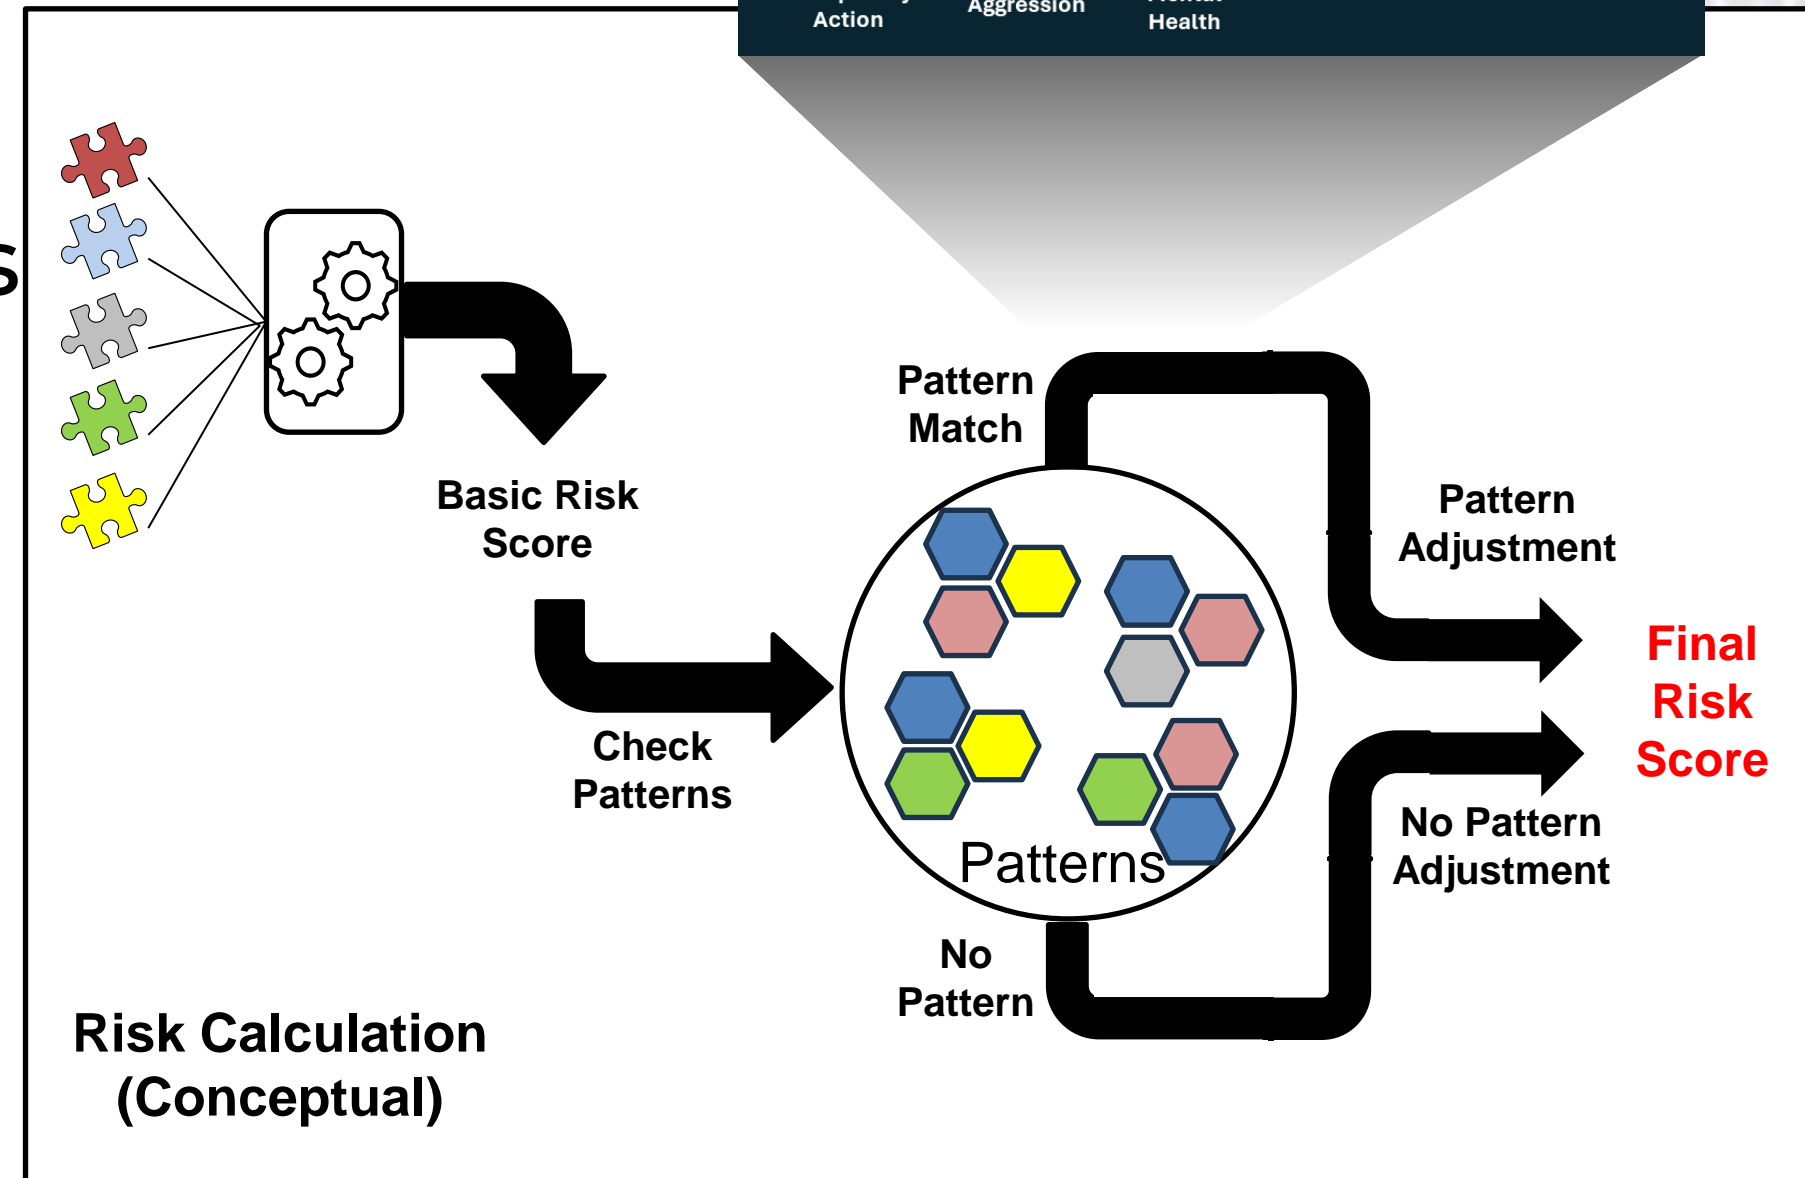 Action
Aggression
Health
S
Pattern
Match
Basic Risk
Score
Pattern
Adjustment
Final
Risk
Score
Check
Patterns
Patterns
No Pattern
Adjustment
No
Pattern
Risk Calculation
(Conceptual)